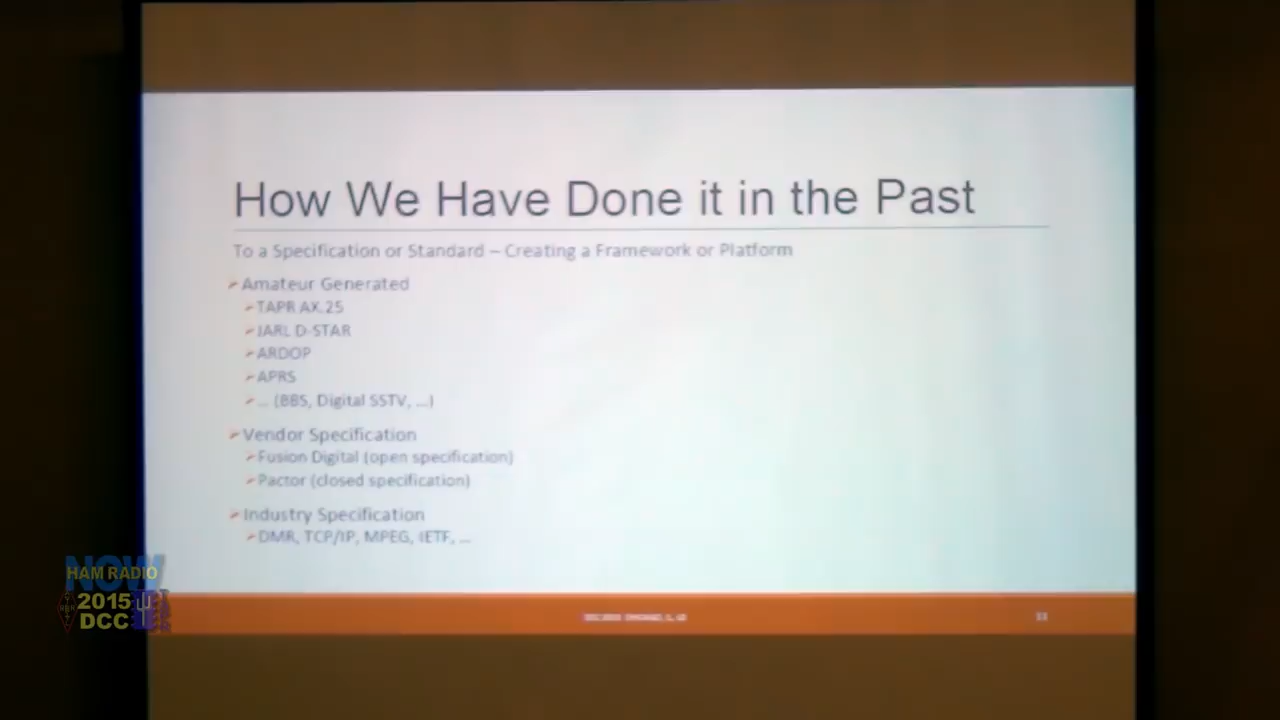 How We Have Done it in the Past
To a Specification or Standard – Creating a Framework or Platform
Amateur Generated
TAPR AX.25
JARL D-STAR
ARDOP
APRS
... (BBS, Digital SSTV, ...)
Vendor Specification
Fusion Digital (open specification)
Pactor (closed specification)
Industry Specification
DMR, TCP/IP, MPEG, IETF, ...
NOW
HAM RADIO
2015
DCC